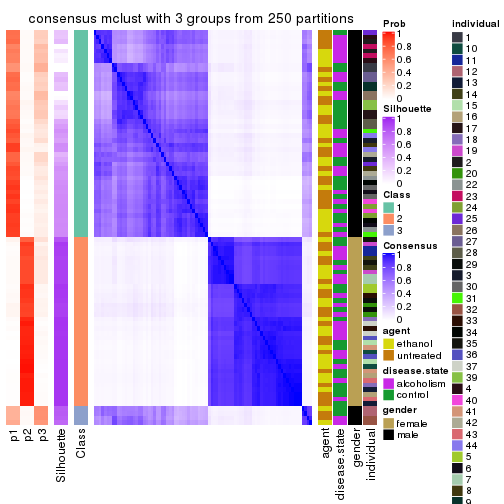 consensus mclust with 3 groups from 250 partitions
p1
p2
p3
Silhouette
Class
agent
disease.state
gender
individual
Prob
0.8
0.6
0.4
0.2
0
Silhouette
1
0.8
0.6
0.4
0.2
0
Class
1
2
3
Consensus
1
0.8
0.6
0.4
0.2
0
agent
ethanol
untreated
disease.state
alcoholism
control
gender
female
male
individual
1
10
11
12
13
14
15
16
17
18
19
2
20
22
23
24
25
26
27
28
29
3
30
31
32
33
34
35
36
37
39
4
40
41
42
43
44
5
6
7
8
9